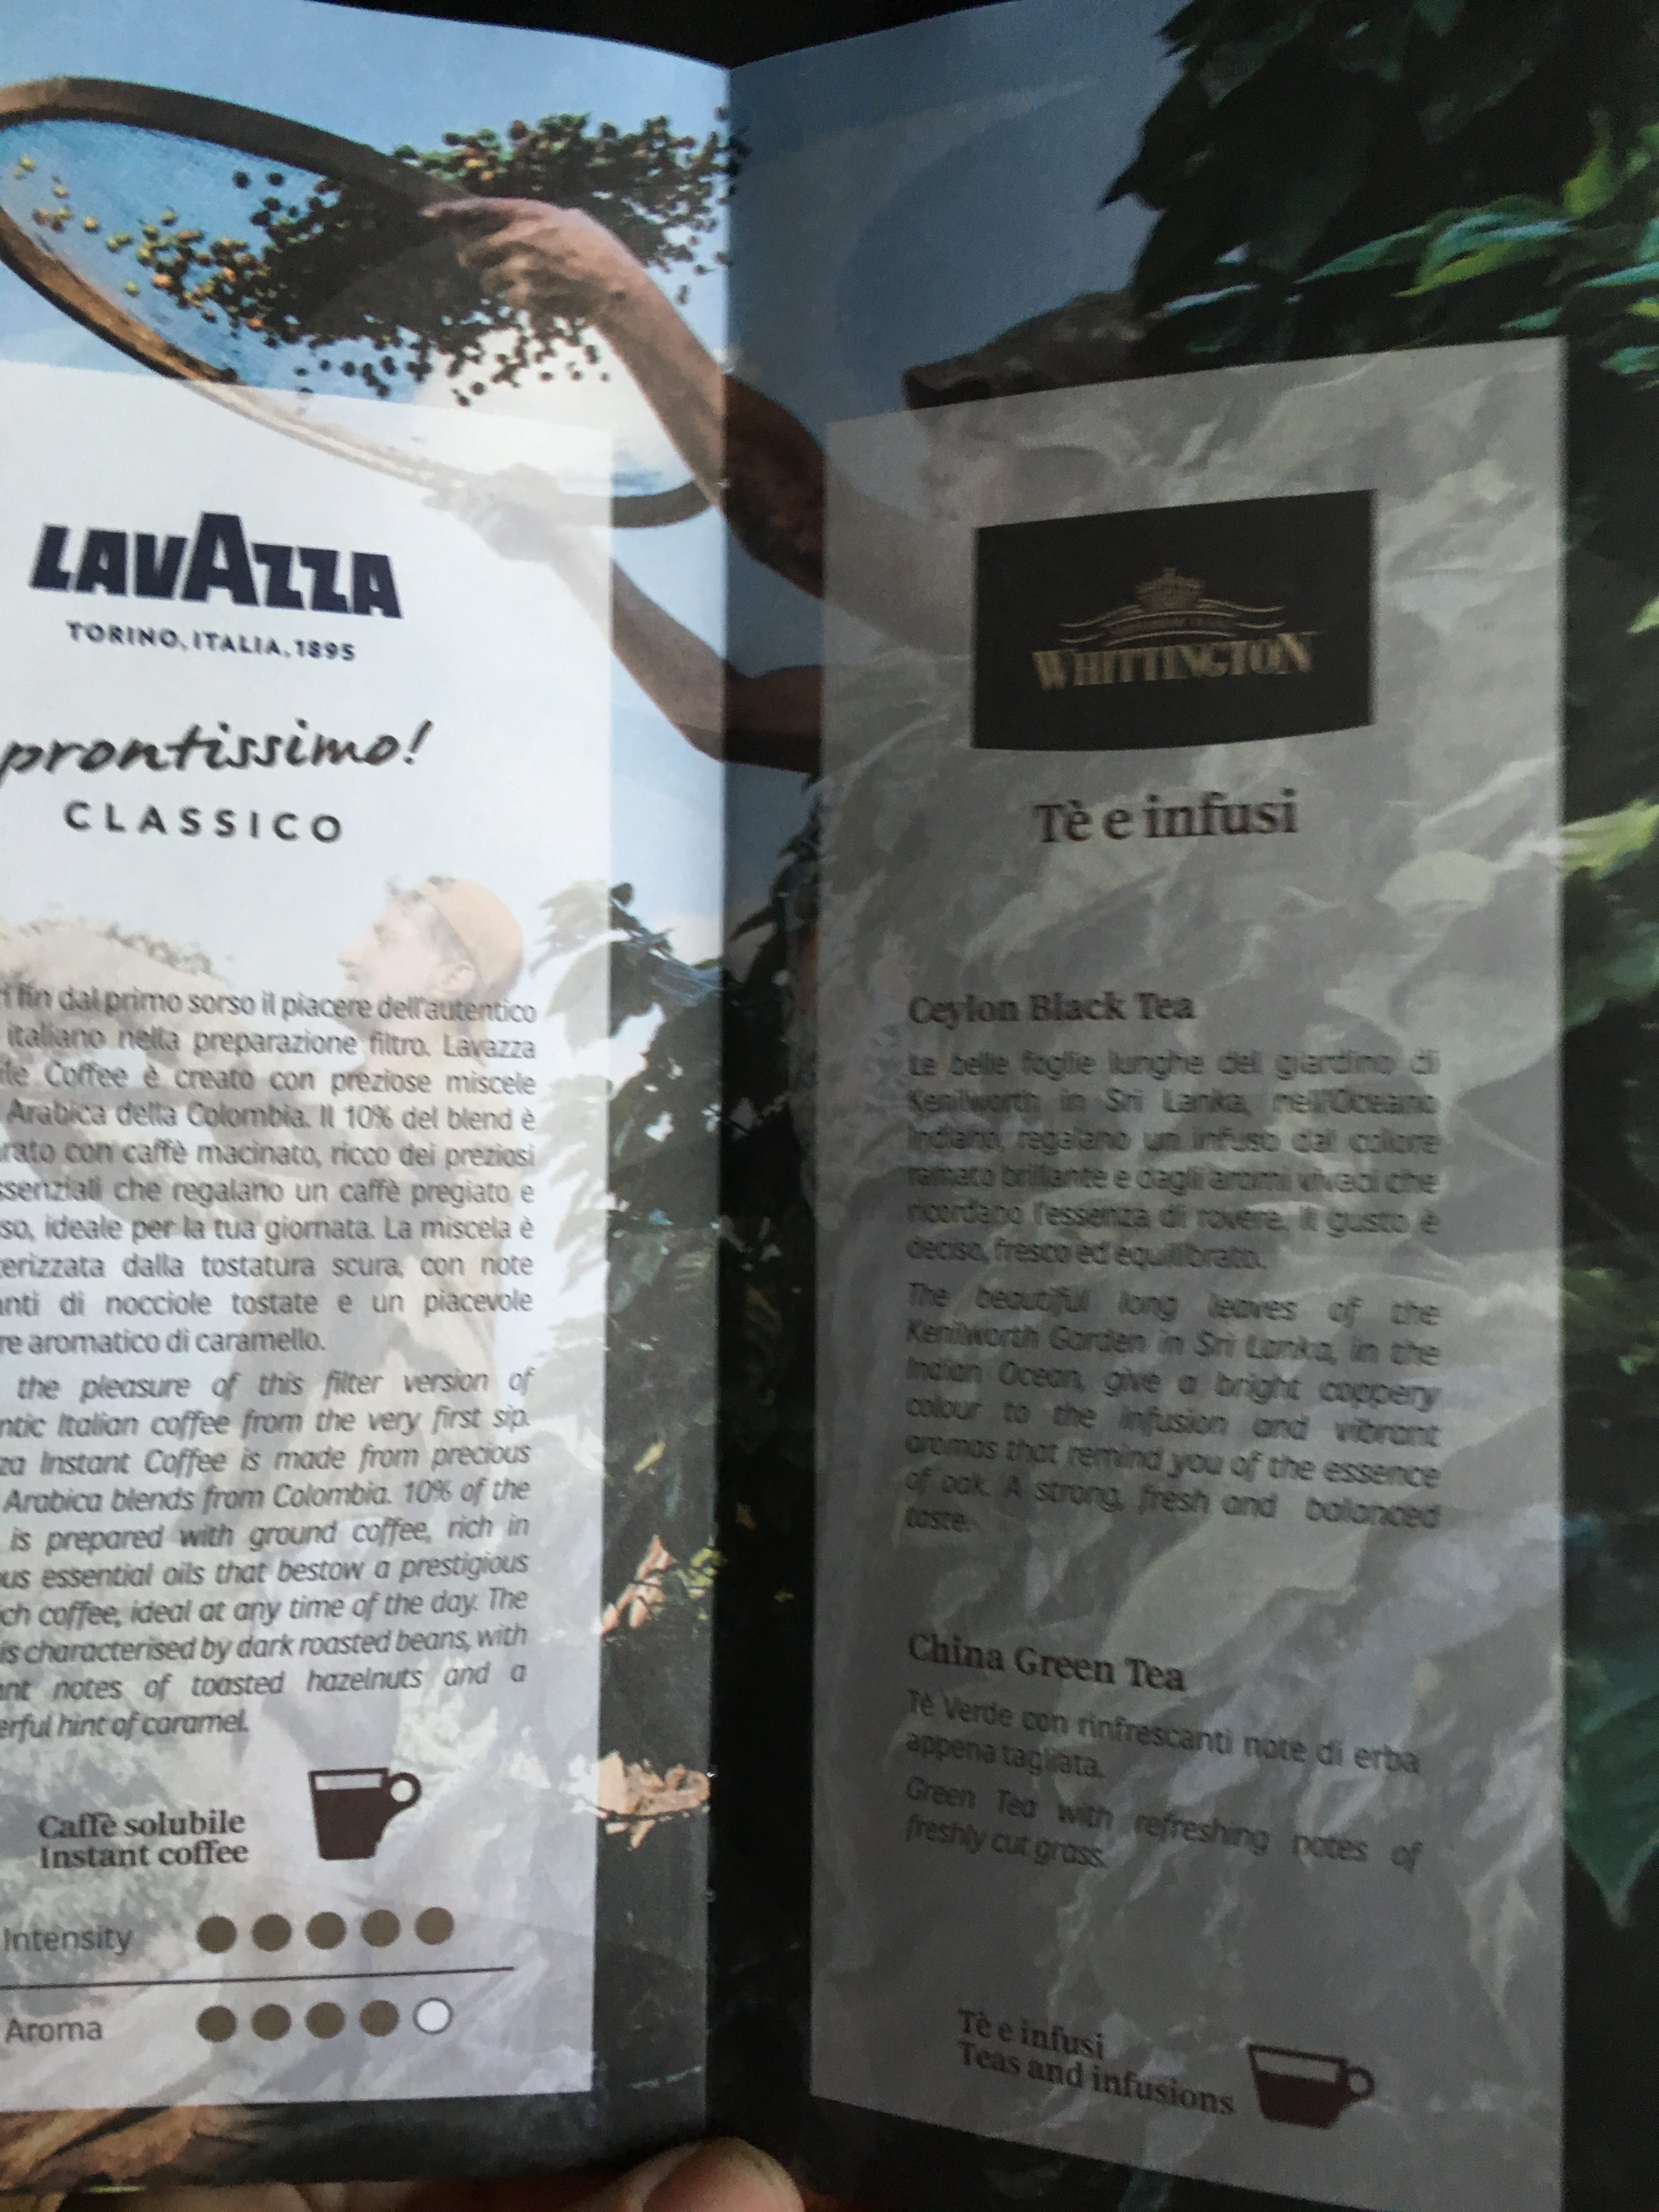 LAVAZZA
TORINO, ITALIA, 1895
prontissimo!
CLASSICO
fin dal primo sorso il piacere dell'autentico
italiano nella preparazione filtro. Lavazza
Coffee è creato con preziose miscele
Arabica della Colombia. Il 10% del blend è
rato con caffè macinato, ricco dei preziosi
ssenziali che regalano un caffè pregiato e
so, ideale per la tua giornata. La miscela è
erizzata dalla tostatura scura, con note
nti di nocciole tostate e un piacevole
re aromatico di caramello.
the pleasure of this filter version of
ntic Italian coffee from the very first sip.
za Instant Coffee is made from precious
Arabica blends from Colombia. 10% of the
is prepared with ground coffee, rich in
us essential oils that bestow a prestigious
ich coffee, ideal at any time of the day. The
is characterised by dark roasted beans, with
nt notes of toasted hazelnuts and a
erful hint of caramel.
Caffè solubile
Instant coffee
Intensity
Aroma
WHITTINGTON
Tè e infusi
Ceylon Black Tea
Le belle foglie lunghe del giardino di
Kenilworth in Sri Lanka, nell'Oceano
Indiano, regalano un infuso dal colore
ramato brillante e dagli aromi vivaci che
ricordano l'essenza di rovere. Il gusto è
deciso, fresco ed equilibrato.
The beautiful long leaves of the
Kenilworth Garden in Sri Lanka, in the
Indian Ocean, give a bright coppery
colour to the infusion and vibrant
aromas that remind you of the essence
of oak. A strong, fresh and balanced
taste.
China Green Tea
Tè Verde con rinfrescanti note di erba
appena tagliata.
Green Tea with refreshing notes of
freshly cut grass.
Tè e infusi
Teas and infusions